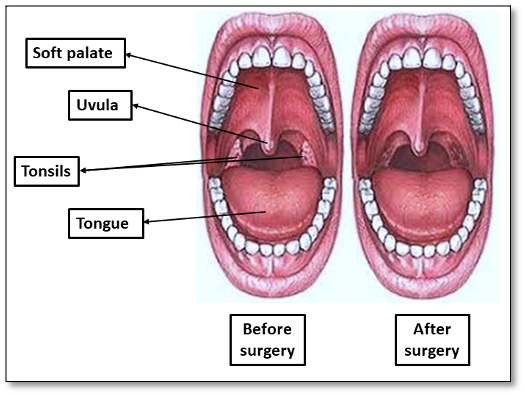 Soft palate
Uvula
Tonsils
Tongue
Before
surgery
After
surgery